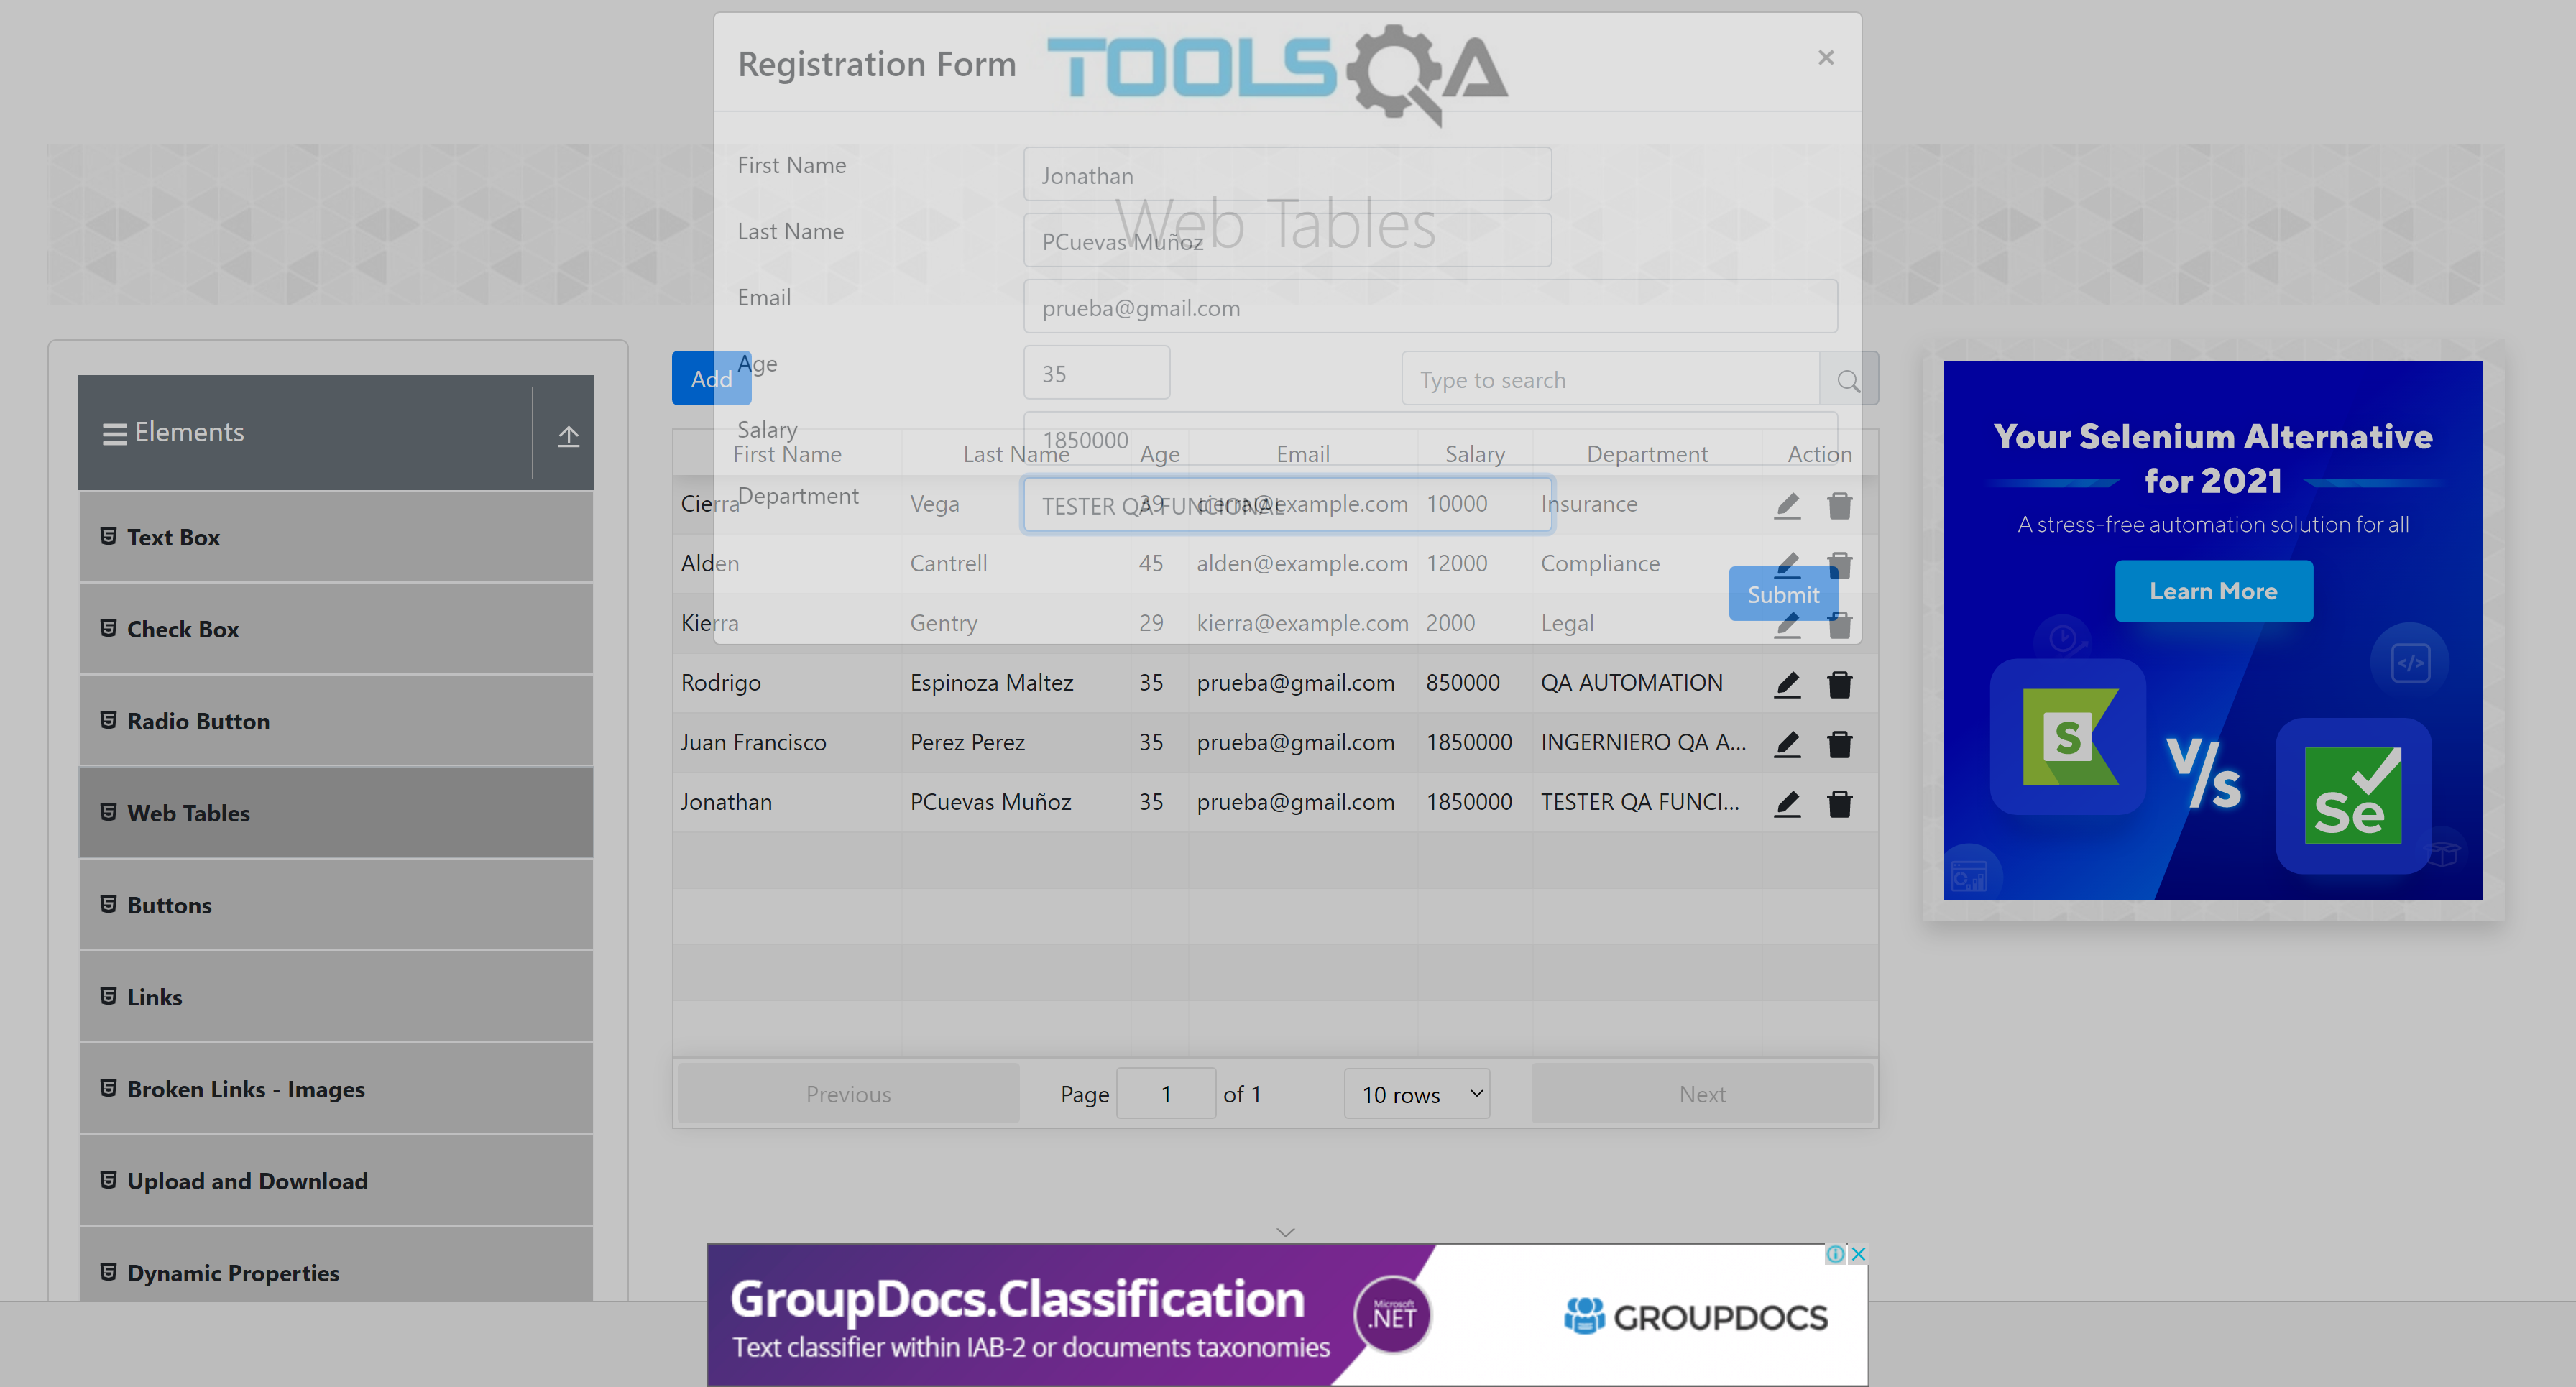 Registration Form
TOOLSQA
×
First Name
Jonathan
Web Tables
Last Name
PCuevas Muñoz
Email
prueba@gmail.com
Age
35
Add
Type to search
Salary
1850000
First Name Last Name Age Email Salary Department Action
Department
TESTER QA FUNCIONAL
Cierra Vega 39 cierra@example.com 10000 Insurance
Alden Cantrell 45 alden@example.com 12000 Compliance
Submit
Kierra Gentry 29 kierra@example.com 2000 Legal
Rodrigo Espinoza Maltez 35 prueba@gmail.com 850000 QA AUTOMATION
Juan Francisco Perez Perez 35 prueba@gmail.com 1850000 INGERNIERO QA A...
Jonathan PCuevas Muñoz 35 prueba@gmail.com 1850000 TESTER QA FUNCI...
Previous Page 1 of 1 10 rows Next
Elements
Text Box
Check Box
Radio Button
Web Tables
Buttons
Links
Broken Links - Images
Upload and Download
Dynamic Properties
Your Selenium Alternative
for 2021
A stress-free automation solution for all
Learn More
</>
S
V/S
Se
GroupDocs.Classification
Text classifier within IAB-2 or documents taxonomies
Microsoft
.NET
GROUPDOCS